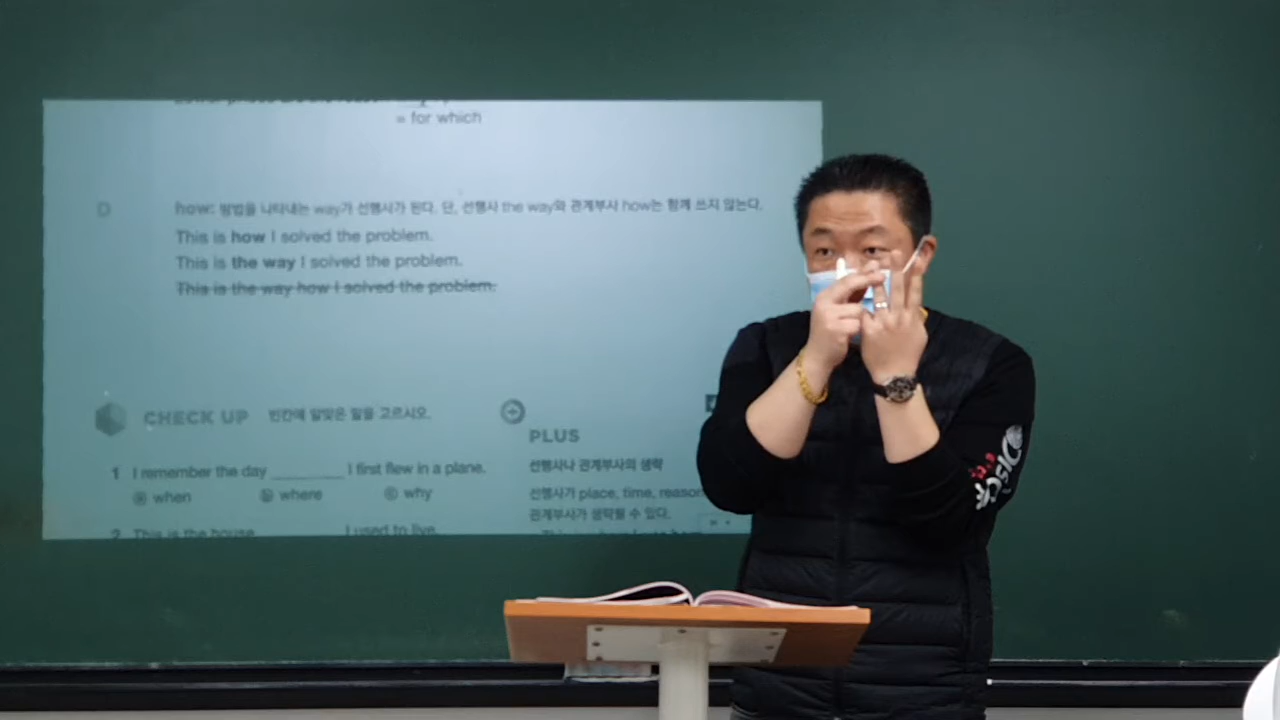 = for which
D
how: 방법을 나타내는 way가 선행사가 된다. 단, 선행사 the way와 관계부사 how는 함께 쓰지 않는다.
This is how I solved the problem.
This is the way I solved the problem.
This is the way how I solved the problem.
CHECK UP 빈칸에 알맞은 말을 고르시오.
1 I remember the day ________ I first flew in a plane.
ⓐ when ⓑ where ⓒ why
2 This is the house ________ I used to live.
PLUS
선행사나 관계부사의 생략
선행사가 place, time, reason
관계부사가 생략될 수 있다.